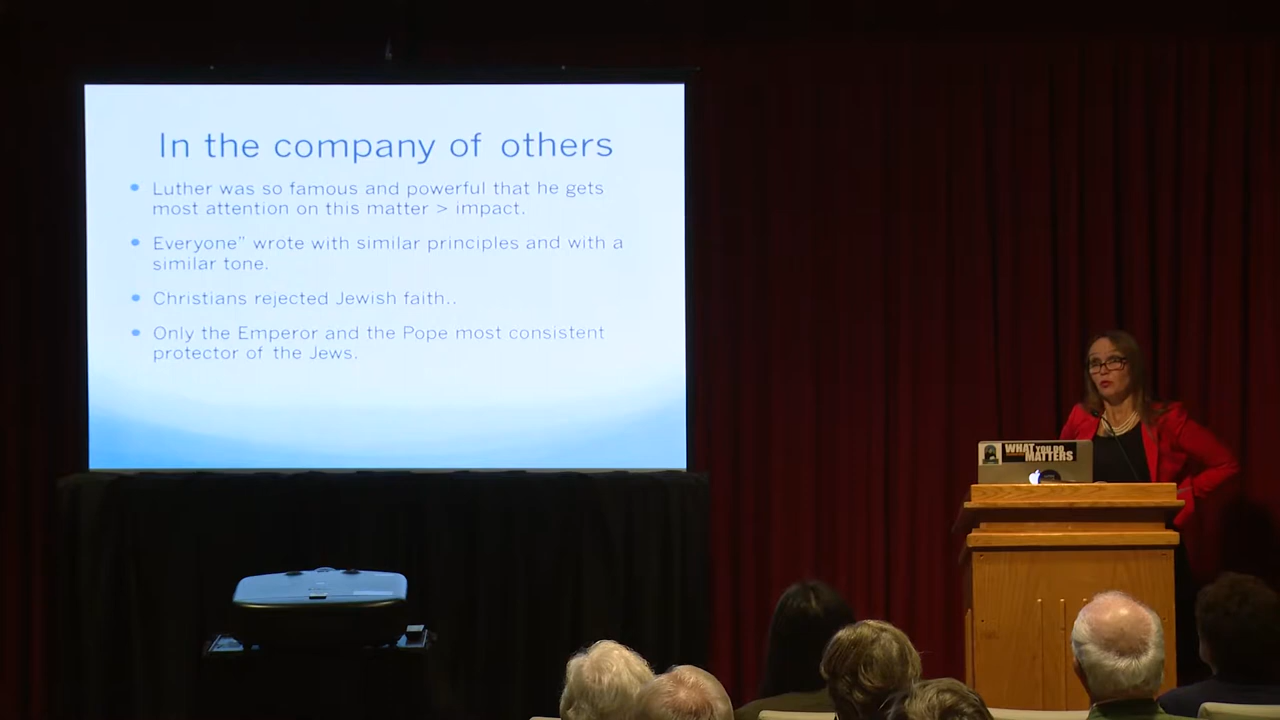 In the company of others
Luther was so famous and powerful that he gets
most attention on this matter > impact.
Everyone” wrote with similar principles and with a
similar tone.
Christians rejected Jewish faith..
Only the Emperor and the Pope most consistent
protector of the Jews.
WHAT YOU DO
MATTERS